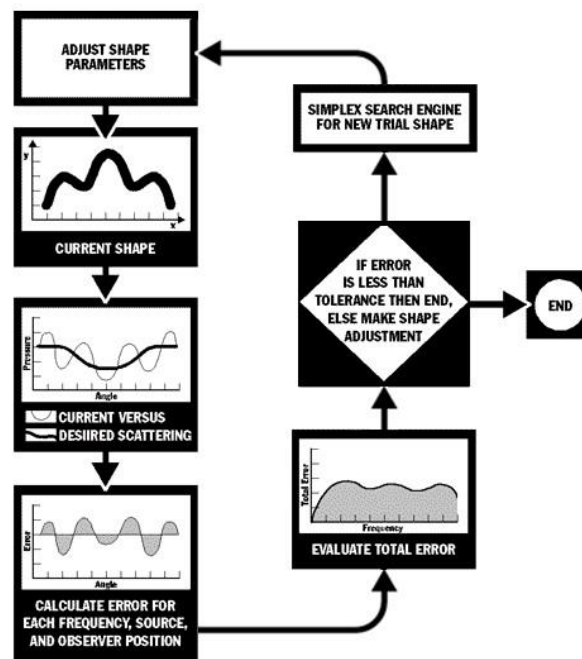 ADJUST SHAPE
PARAMETERS
y
x
CURRENT SHAPE
Pressure
Angle
CURRENT VERSUS
DESIIRED SCATTERING
Error
Angle
CALCULATE ERROR FOR
EACH FREQUENCY, SOURCE,
AND OBSERVER POSITION
Total Error
Frequency
EVALUATE TOTAL ERROR
IF ERROR
IS LESS THAN
TOLERANCE THEN END,
ELSE MAKE SHAPE
ADJUSTMENT
END
SIMPLEX SEARCH ENGINE
FOR NEW TRIAL SHAPE